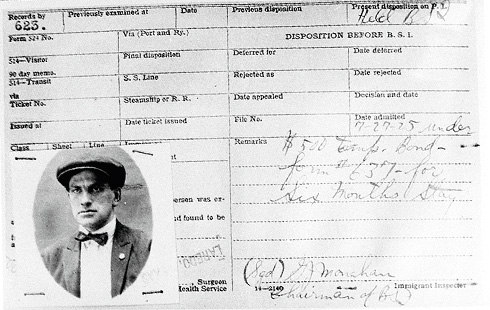 Records by
623.
Previously examined at
Date
Previous disposition
Present disposition on P. I.
Held B.S.I.
Form 524 No.
Via (Port and Ry.)
DISPOSITION BEFORE B. S. I.
514—Visitor
Final disposition
Deferred for
Date deferred
90 day memo.
514—Transit
S. S. Line
Rejected as
Date rejected
via
Ticket No.
Steamship or R. R.
Date appealed
Decision and date
Issued at
Date ticket issued
File No.
Date admitted
7-27-25 under
Class
Sheet
Line
Remarks
$500 Temp. Bond-
form # 637-for
Six Months Stay
person was ex-
nd found to be
Surgeon
Health Service
(Sgd)
Monahan
14—2140
Immigrant Inspector
Chairman of B.S.I.